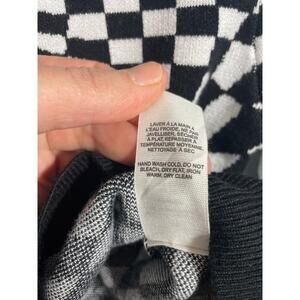 LAVER À LA MAIN À
L'EAU FROIDE, NE PAS
JAVELLISER, SÉCHER
À PLAT, REPASSER À
TEMPÉRATURE MOYENNE,
NETTOYAGE À SEC
HAND WASH COLD, DO NOT
BLEACH, DRY FLAT, IRON
WARM, DRY CLEAN